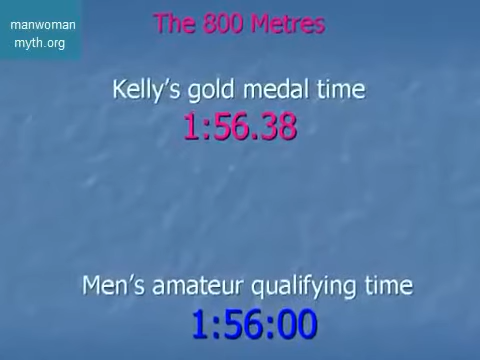 manwoman
myth.org
The 800 Metres
Kelly's gold medal time
1:56.38
Men's amateur qualifying time
1:56:00